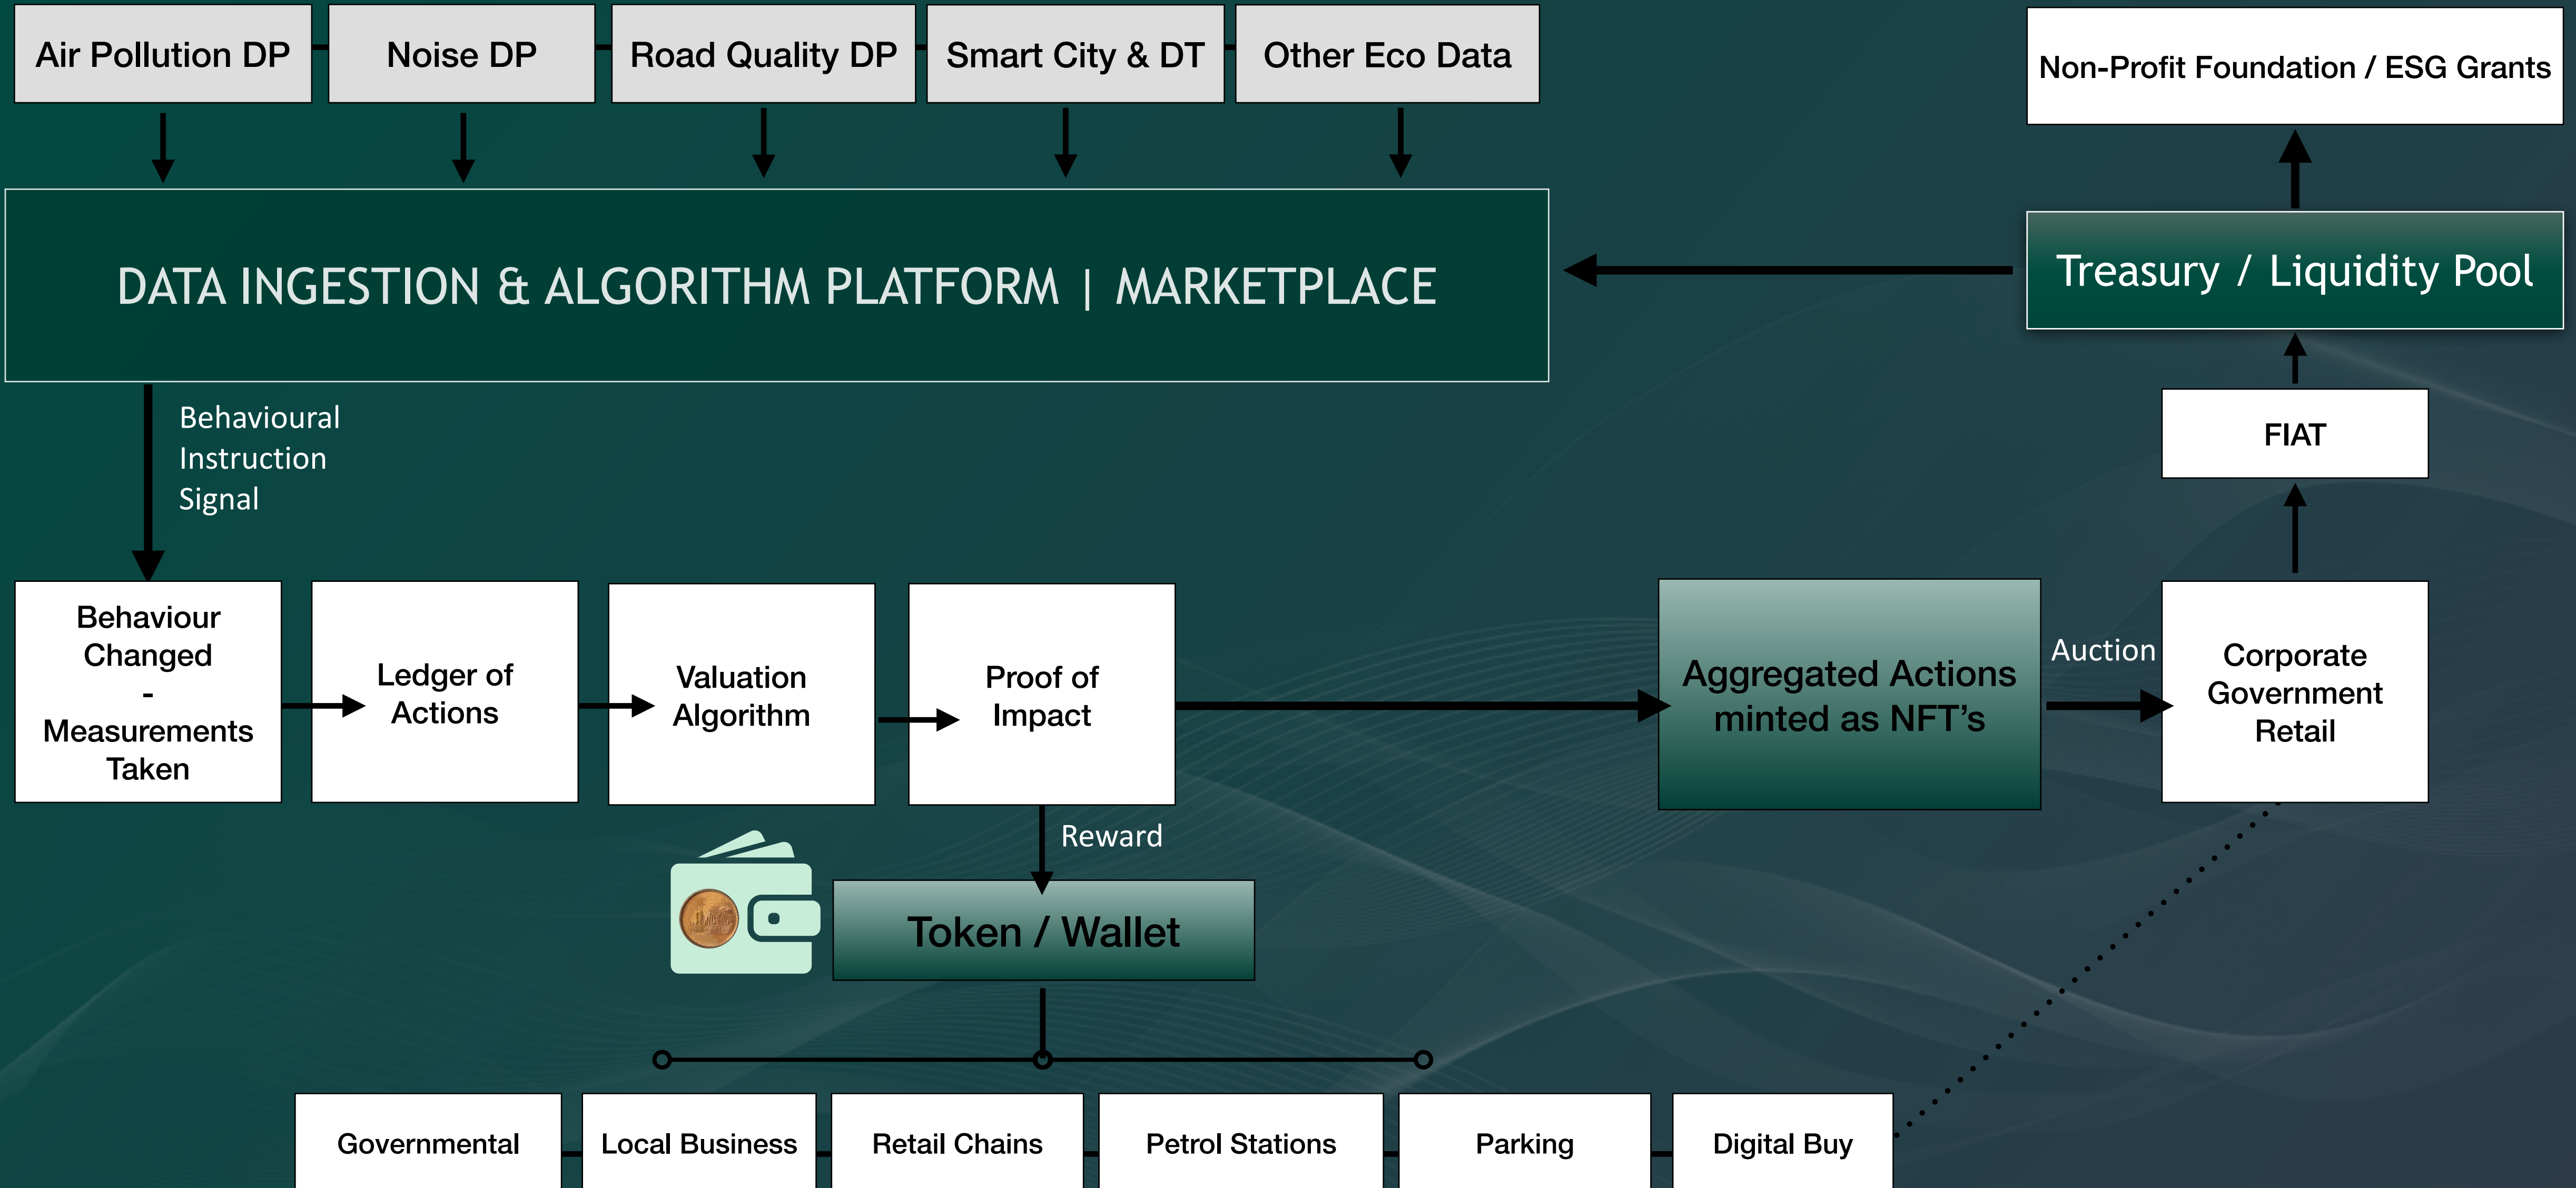 Air Pollution DP
Noise DP
Road Quality DP
Smart City & DT
Other Eco Data
Non-Profit Foundation / ESG Grants
DATA INGESTION & ALGORITHM PLATFORM | MARKETPLACE
Treasury / Liquidity Pool
Behavioural
Instruction
Signal
FIAT
Behaviour
Changed
-
Measurements
Taken
Ledger of
Actions
Valuation
Algorithm
Proof of
Impact
Aggregated Actions
minted as NFT's
Auction
Corporate
Government
Retail
Reward
Token / Wallet
Governmental
Local Business
Retail Chains
Petrol Stations
Parking
Digital Buy